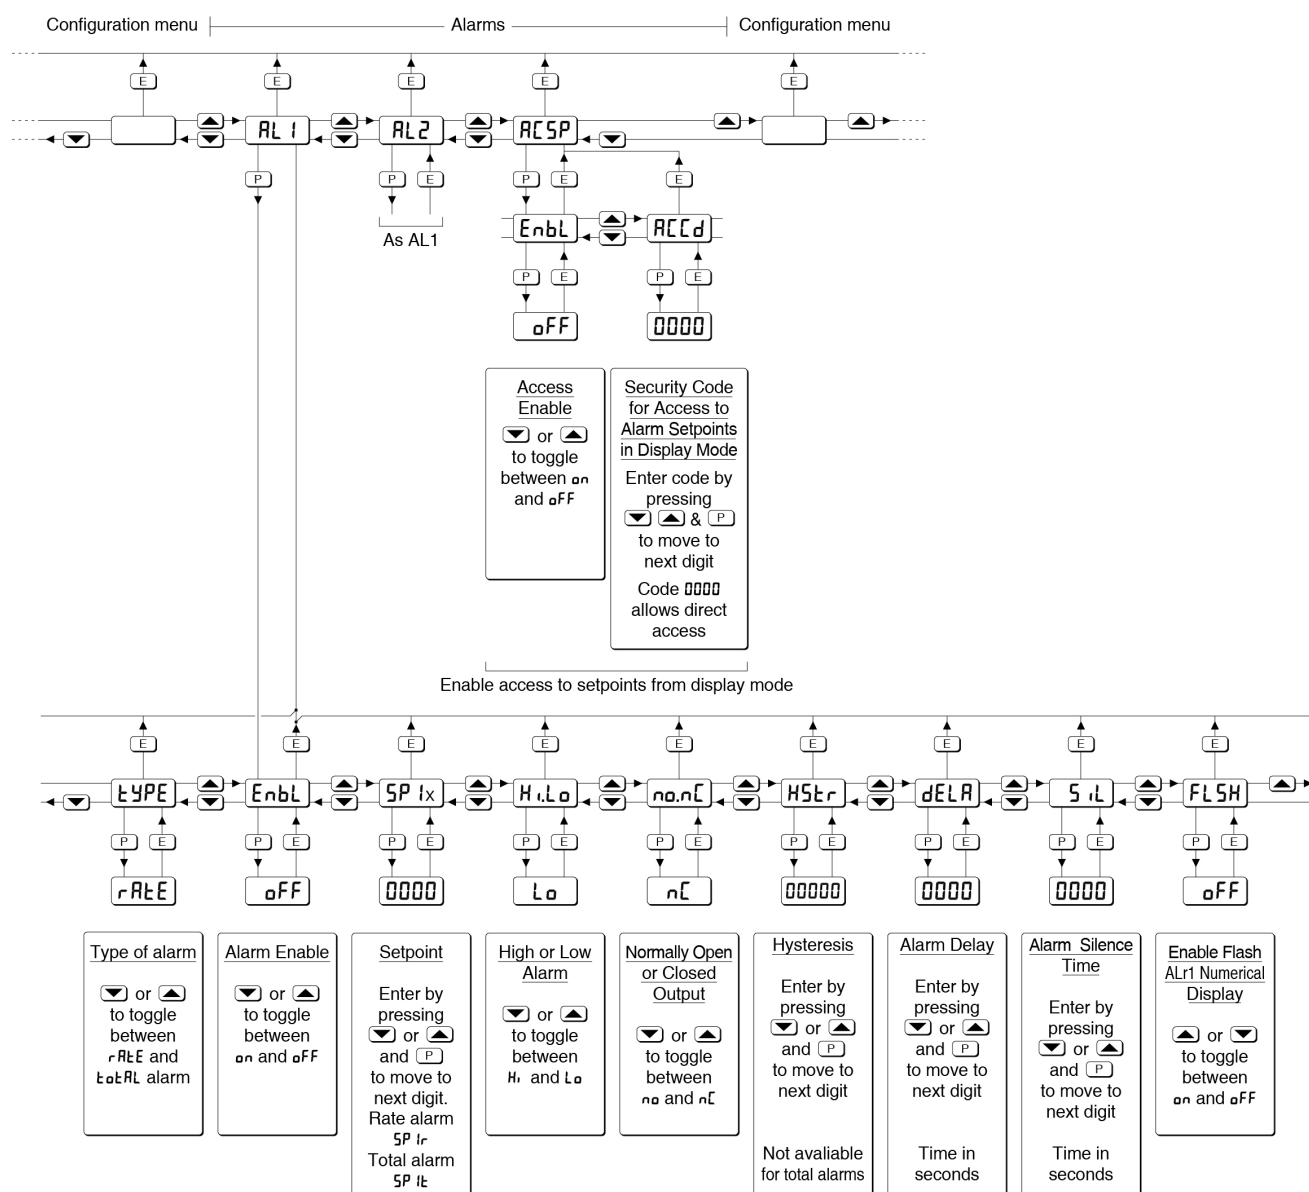 Configuration menu Alarms Configuration menu
E E E E E
AL1 AL2 ACSP
P P E P E E
As AL1
EnbL ACCd
P E P E
oFF 0000
Access
Enable
or
to toggle
between on
and oFF
Security Code
for Access to
Alarm Setpoints
in Display Mode
Enter code by
pressing
& P
to move to
next digit
Code 0000
allows direct
access
Enable access to setpoints from display mode
E E E E E E E E E
tYPE EnbL SP1x Hi.Lo no.nC HStr dELA SiL FLSH
P E P E P E P E P E P E P E P E P E
rAtE oFF 0000 Lo nC 00000 0000 0000 oFF
Type of alarm
or
to toggle
between
rAtE and
totAL alarm
Alarm Enable
or
to toggle
between
on and oFF
Setpoint
Enter by
pressing
or
and P
to move to
next digit.
Rate alarm
SP1r
Total alarm
SP1t
High or Low
Alarm
or
to toggle
between
Hi and Lo
Normally Open
or Closed
Output
or
to toggle
between
no and nC
Hysteresis
Enter by
pressing
or
and P
to move to
next digit
Not avaliable
for total alarms
Alarm Delay
Enter by
pressing
or
and P
to move to
next digit
Time in
seconds
Alarm Silence
Time
Enter by
pressing
or
and P
to move to
next digit
Time in
seconds
Enable Flash
ALr1 Numerical
Display
or
to toggle
between
on and oFF